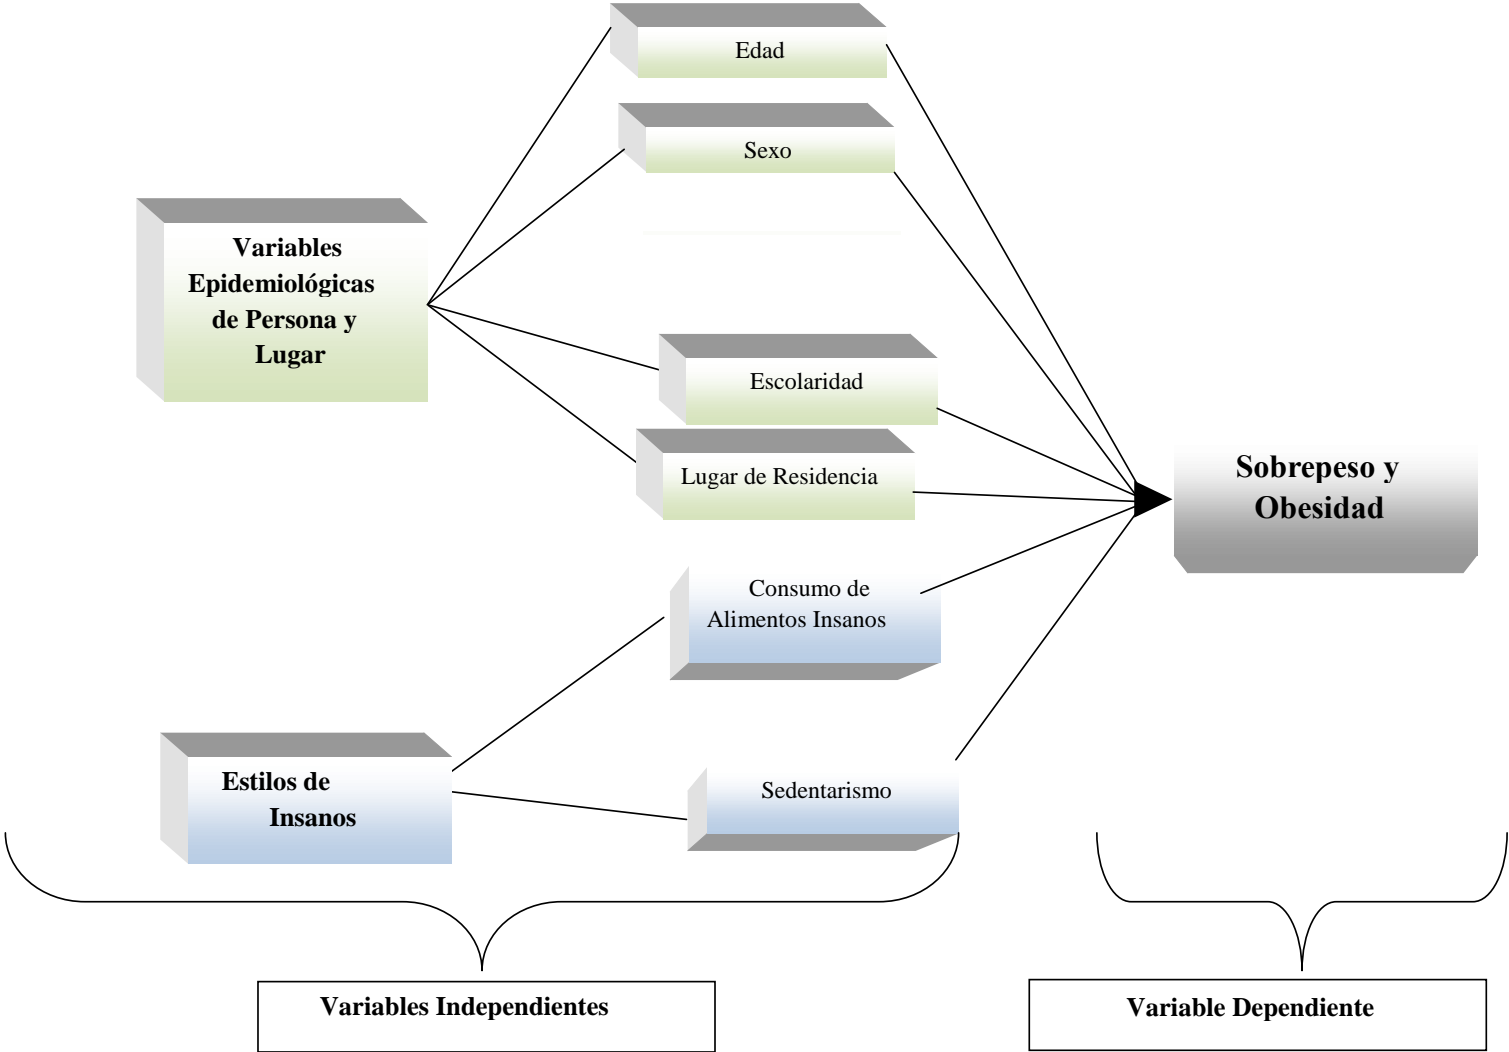 Edad
Sexo
Variables
Epidemiológicas
de Persona y
Lugar
Escolaridad
Lugar de Residencia
Sobrepeso y
Obesidad
Consumo de
Alimentos Insanos
Estilos de
Insanos
Sedentarismo
Variables Independientes
Variable Dependiente